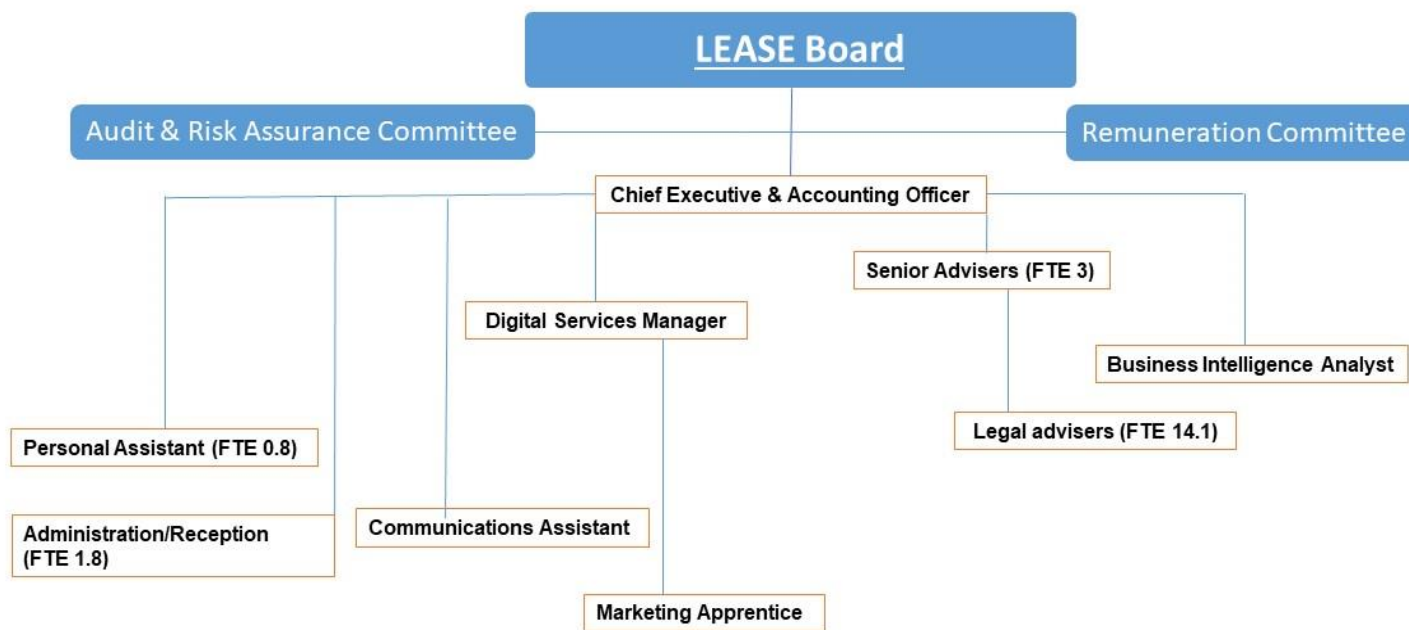 LEASE Board
Audit & Risk Assurance Committee
Remuneration Committee
Chief Executive & Accounting Officer
Senior Advisers (FTE 3)
Digital Services Manager
Business Intelligence Analyst
Legal advisers (FTE 14.1)
Personal Assistant (FTE 0.8)
Administration/Reception
(FTE 1.8)
Communications Assistant
Marketing Apprentice